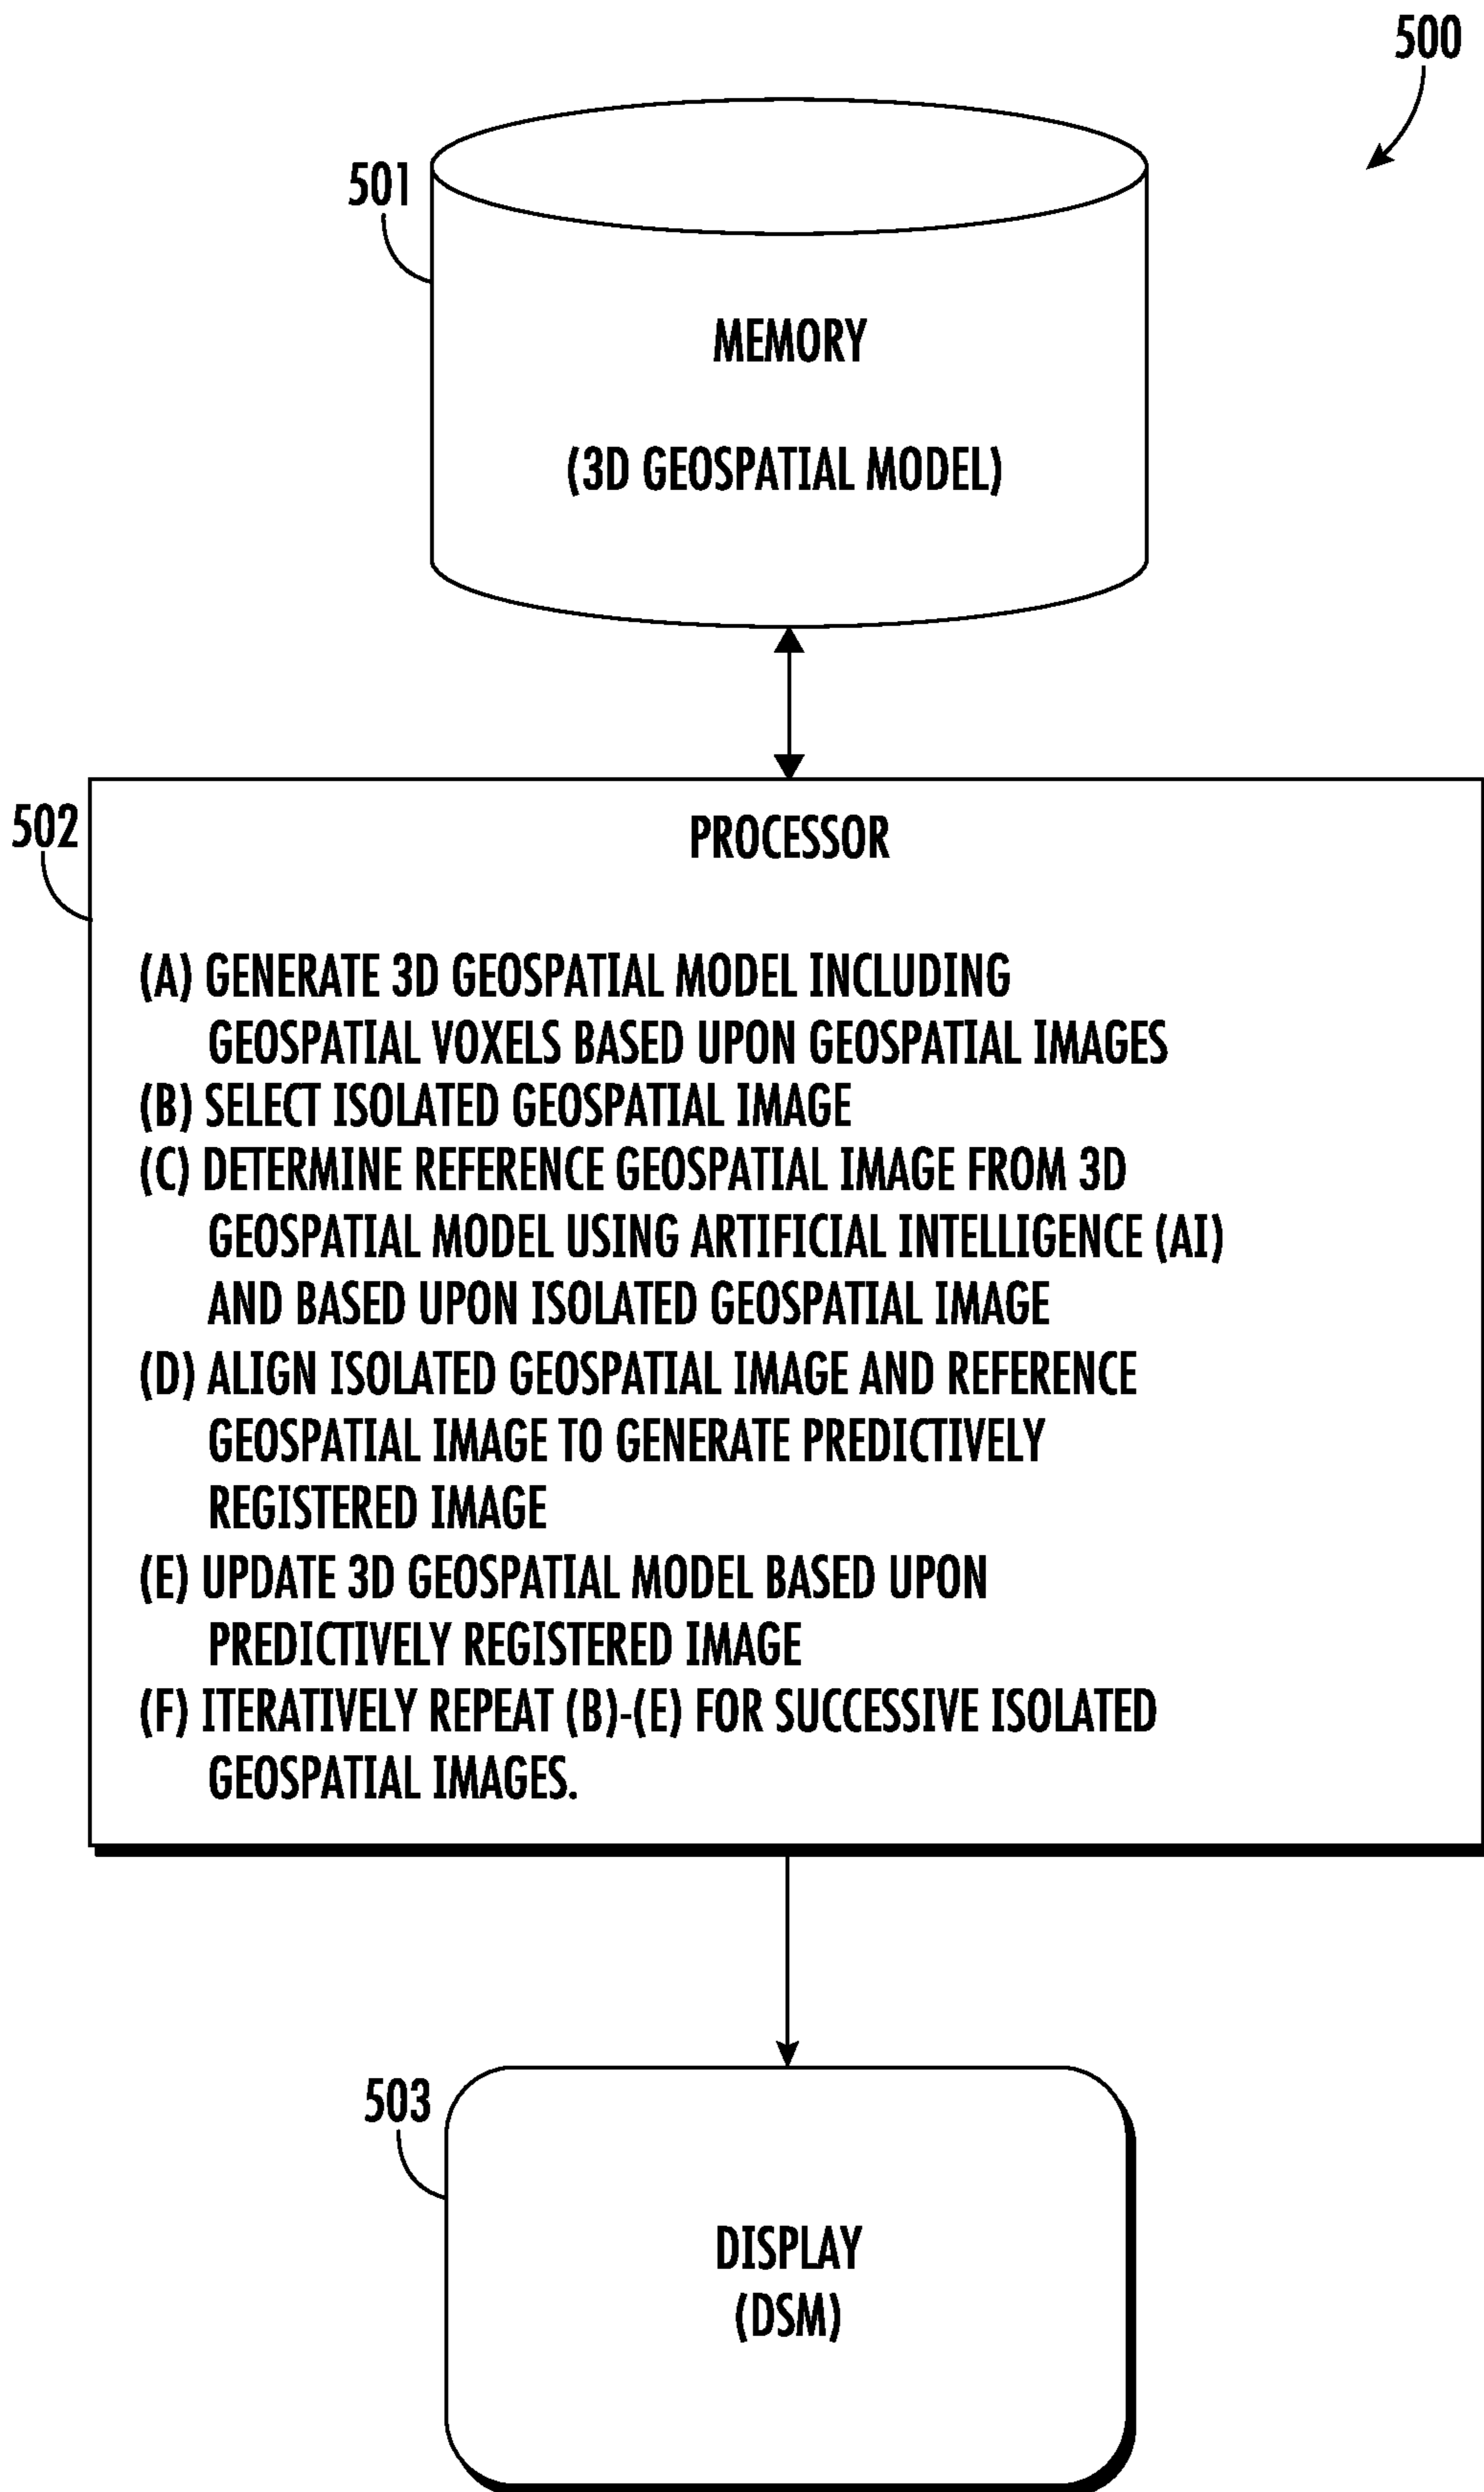 500
501
MEMORY
(3D GEOSPATIAL MODEL)
502
PROCESSOR
(A) GENERATE 3D GEOSPATIAL MODEL INCLUDING
GEOSPATIAL VOXELS BASED UPON GEOSPATIAL IMAGES
(B) SELECT ISOLATED GEOSPATIAL IMAGE
(C) DETERMINE REFERENCE GEOSPATIAL IMAGE FROM 3D
GEOSPATIAL MODEL USING ARTIFICIAL INTELLIGENCE (AI)
AND BASED UPON ISOLATED GEOSPATIAL IMAGE
(D) ALIGN ISOLATED GEOSPATIAL IMAGE AND REFERENCE
GEOSPATIAL IMAGE TO GENERATE PREDICTIVELY
REGISTERED IMAGE
(E) UPDATE 3D GEOSPATIAL MODEL BASED UPON
PREDICTIVELY REGISTERED IMAGE
(F) ITERATIVELY REPEAT (B)-(E) FOR SUCCESSIVE ISOLATED
GEOSPATIAL IMAGES.
503
DISPLAY
(DSM)